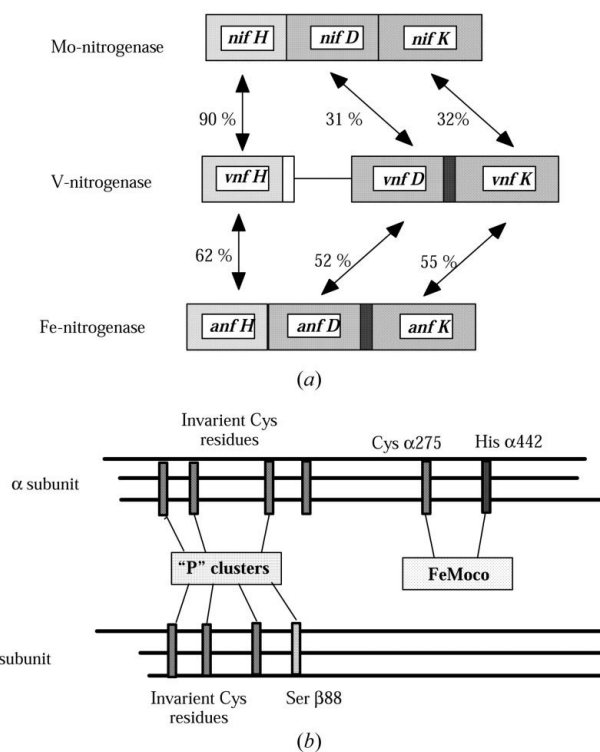 nif H nif D nif K
Mo-nitrogenase
90 % 31 % 32%
vnf H vnf D vnf K
V-nitrogenase
62 % 52 % 55 %
anf H anf D anf K
Fe-nitrogenase
(a)
Invarient Cys
residues
Cys α275 His α442
α subunit
"P" clusters
FeMoco
subunit
Invarient Cys
residues
Ser β88
(b)